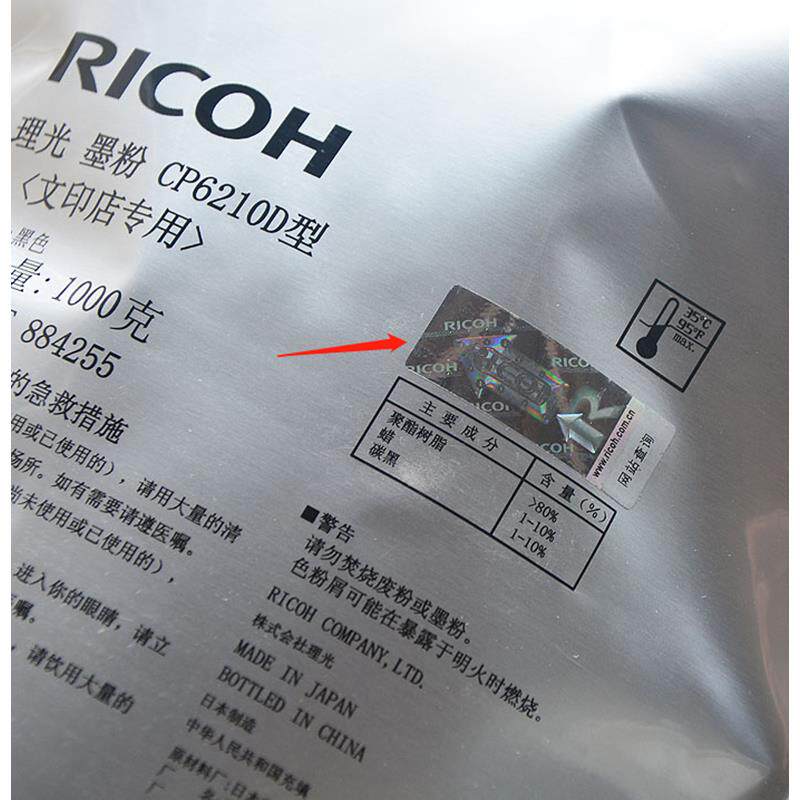 RICOH
理光 墨粉 CP6210D型
〈文印店专用〉
黑色
量: 1000克
884255
的急救措施
用或已使用的), 请用大量的清
场所。如有需要请遵医嘱。
尚未使用或已使用的),
进入你的眼睛, 请立
嘱。
, 请饮用大量的
RICOH
RICOH
RICOH
www.ricoh.com.cn
网站查询
35℃
95°F
max.
主要成分
含量(%)
聚酯树脂
>80%
蜡
1-10%
碳黑
1-10%
■警告
请勿焚烧废粉或墨粉。
色粉屑可能在暴露于明火时燃烧。
RICOH COMPANY,LTD.
株式会社理光
MADE IN JAPAN
BOTTLED IN CHINA
日本制造
中华人民共和国充填
原材料厂:日本